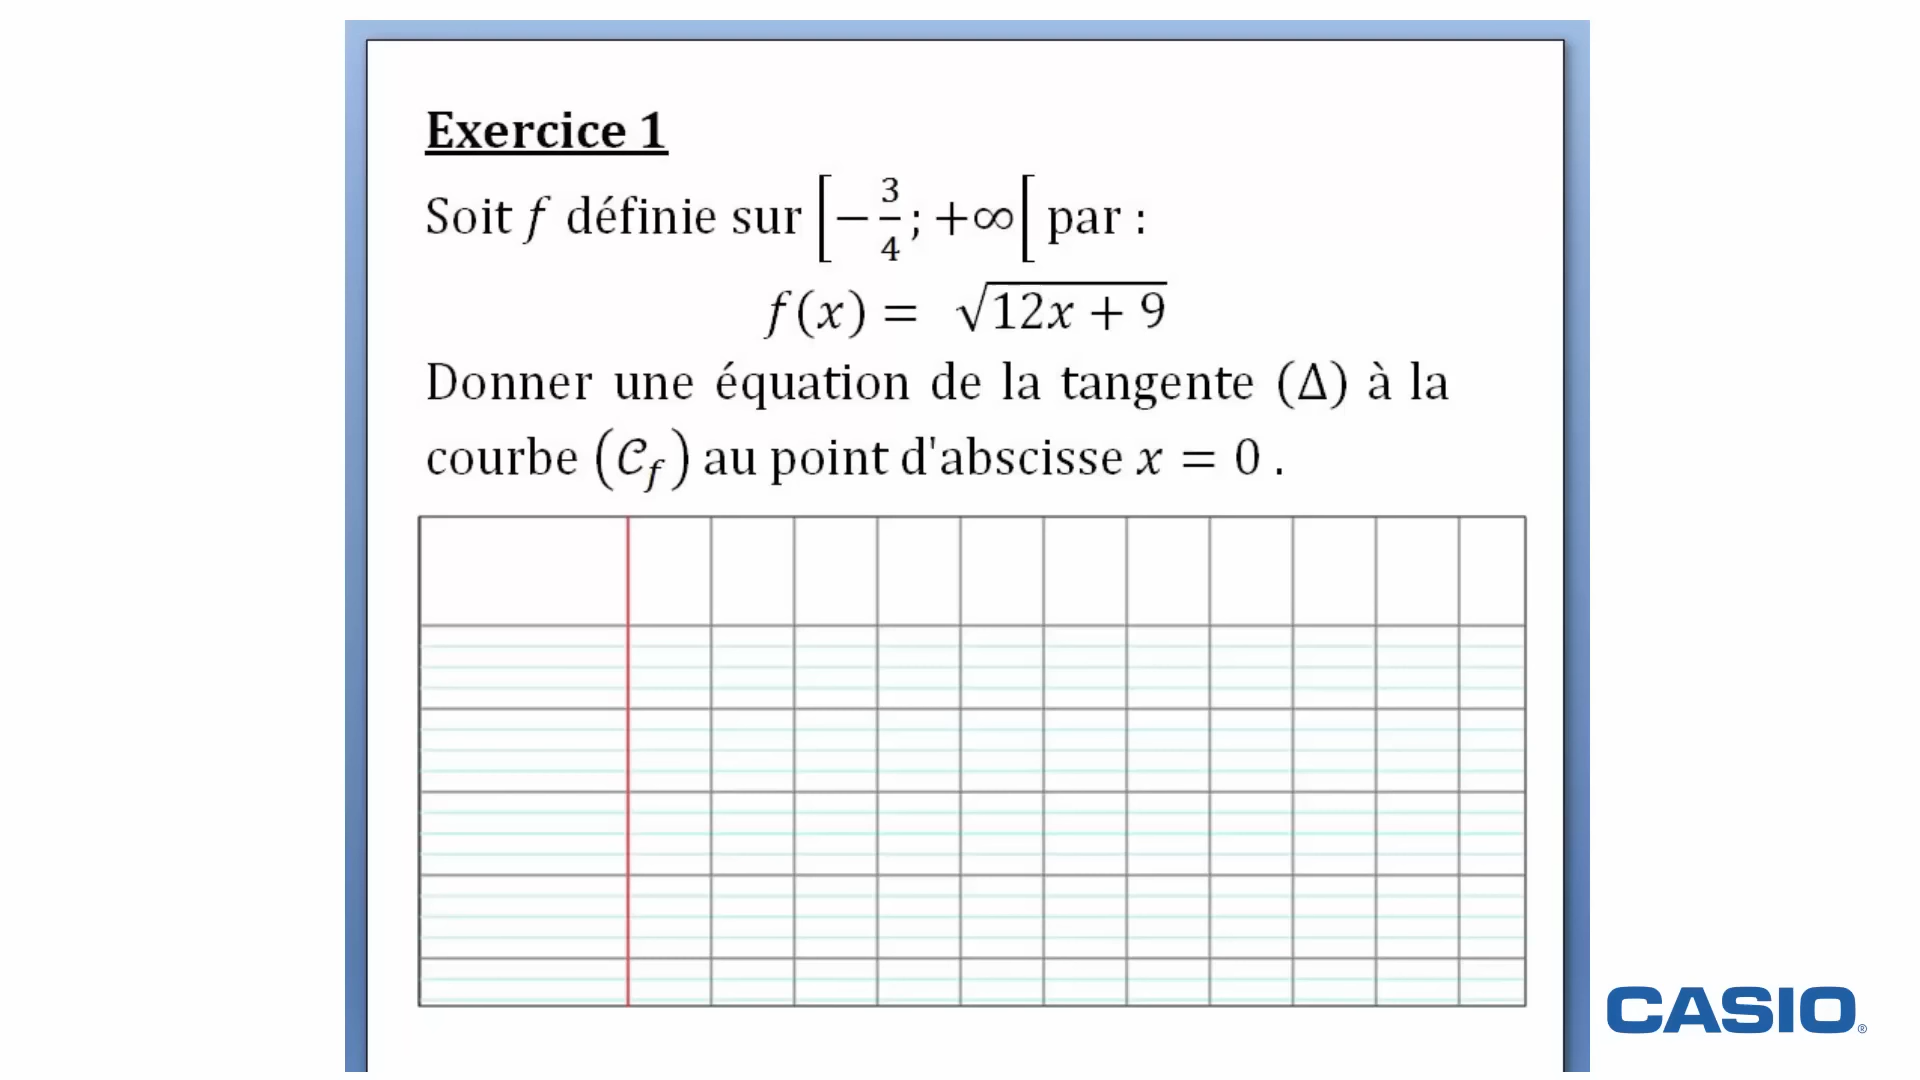 Exercice 1
Soit f définie sur [−3/4 ; +∞[ par :
f(x) = √(12x + 9)
Donner une équation de la tangente (Δ) à la
courbe (𝒞f) au point d'abscisse x = 0 .
CASIO®